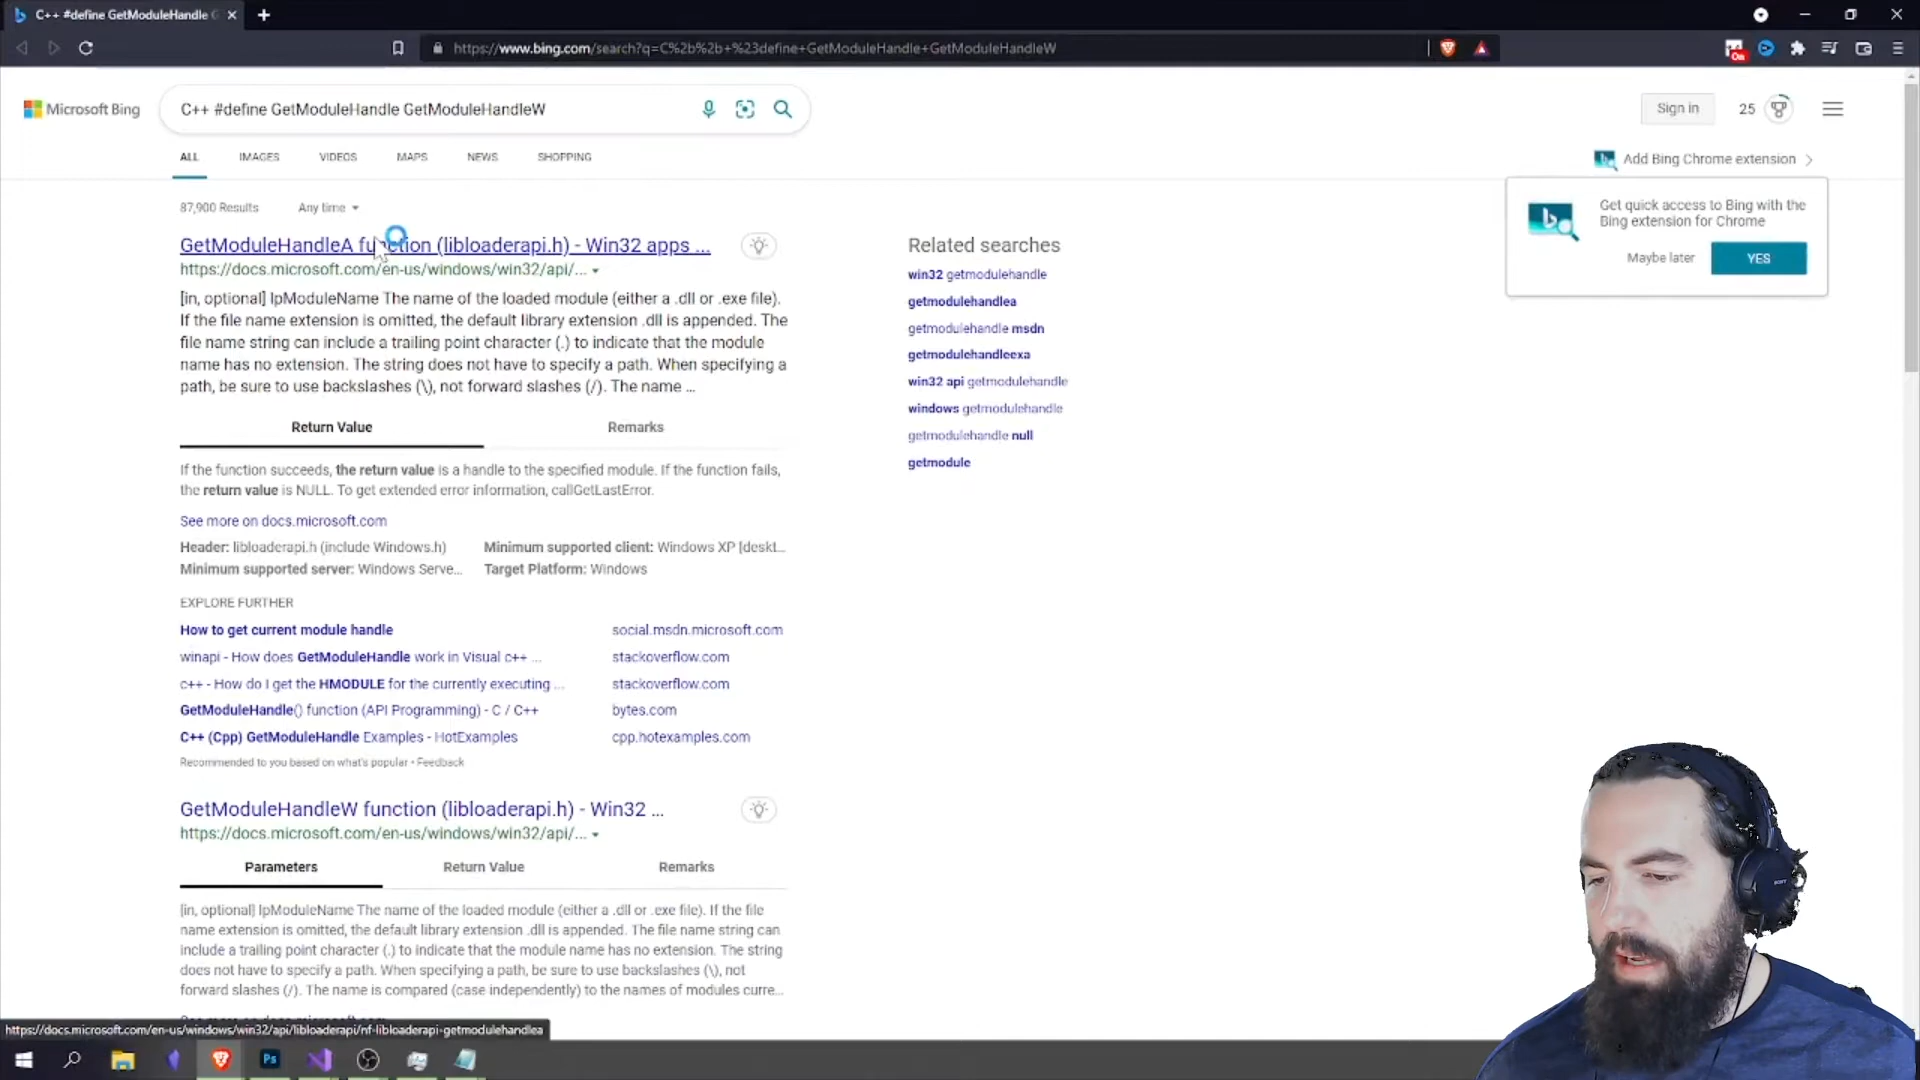 C++ #define GetModuleHandle G
https://www.bing.com/search?q=C%2b%2b+%23define+GetModuleHandle+GetModuleHandleW
On
Microsoft Bing
C++ #define GetModuleHandle GetModuleHandleW
Sign in
25
ALL
IMAGES
VIDEOS
MAPS
NEWS
SHOPPING
Add Bing Chrome extension
87,900 Results
Any time
Get quick access to Bing with the
Bing extension for Chrome
Maybe later
YES
GetModuleHandleA function (libloaderapi.h) - Win32 apps ...
https://docs.microsoft.com/en-us/windows/win32/api/...
[in, optional] lpModuleName The name of the loaded module (either a .dll or .exe file).
If the file name extension is omitted, the default library extension .dll is appended. The
file name string can include a trailing point character (.) to indicate that the module
name has no extension. The string does not have to specify a path. When specifying a
path, be sure to use backslashes (\), not forward slashes (/). The name ...
Return Value
Remarks
If the function succeeds, the return value is a handle to the specified module. If the function fails,
the return value is NULL. To get extended error information, callGetLastError.
See more on docs.microsoft.com
Header: libloaderapi.h (include Windows.h)
Minimum supported client: Windows XP [deskt...
Minimum supported server: Windows Serve...
Target Platform: Windows
EXPLORE FURTHER
How to get current module handle
social.msdn.microsoft.com
winapi - How does GetModuleHandle work in Visual c++ ...
stackoverflow.com
c++ - How do I get the HMODULE for the currently executing ...
stackoverflow.com
GetModuleHandle() function (API Programming) - C / C++
bytes.com
C++ (Cpp) GetModuleHandle Examples - HotExamples
cpp.hotexamples.com
Recommended to you based on what's popular • Feedback
Related searches
win32 getmodulehandle
getmodulehandlea
getmodulehandle msdn
getmodulehandleexa
win32 api getmodulehandle
windows getmodulehandle
getmodulehandle null
getmodule
GetModuleHandleW function (libloaderapi.h) - Win32 ...
https://docs.microsoft.com/en-us/windows/win32/api/...
Parameters
Return Value
Remarks
[in, optional] lpModuleName The name of the loaded module (either a .dll or .exe file). If the file
name extension is omitted, the default library extension .dll is appended. The file name string can
include a trailing point character (.) to indicate that the module name has no extension. The string
does not have to specify a path. When specifying a path, be sure to use backslashes (\), not
forward slashes (/). The name is compared (case independently) to the names of modules curre...
https://docs.microsoft.com/en-us/windows/win32/api/libloaderapi/nf-libloaderapi-getmodulehandlea
Ps
SONY